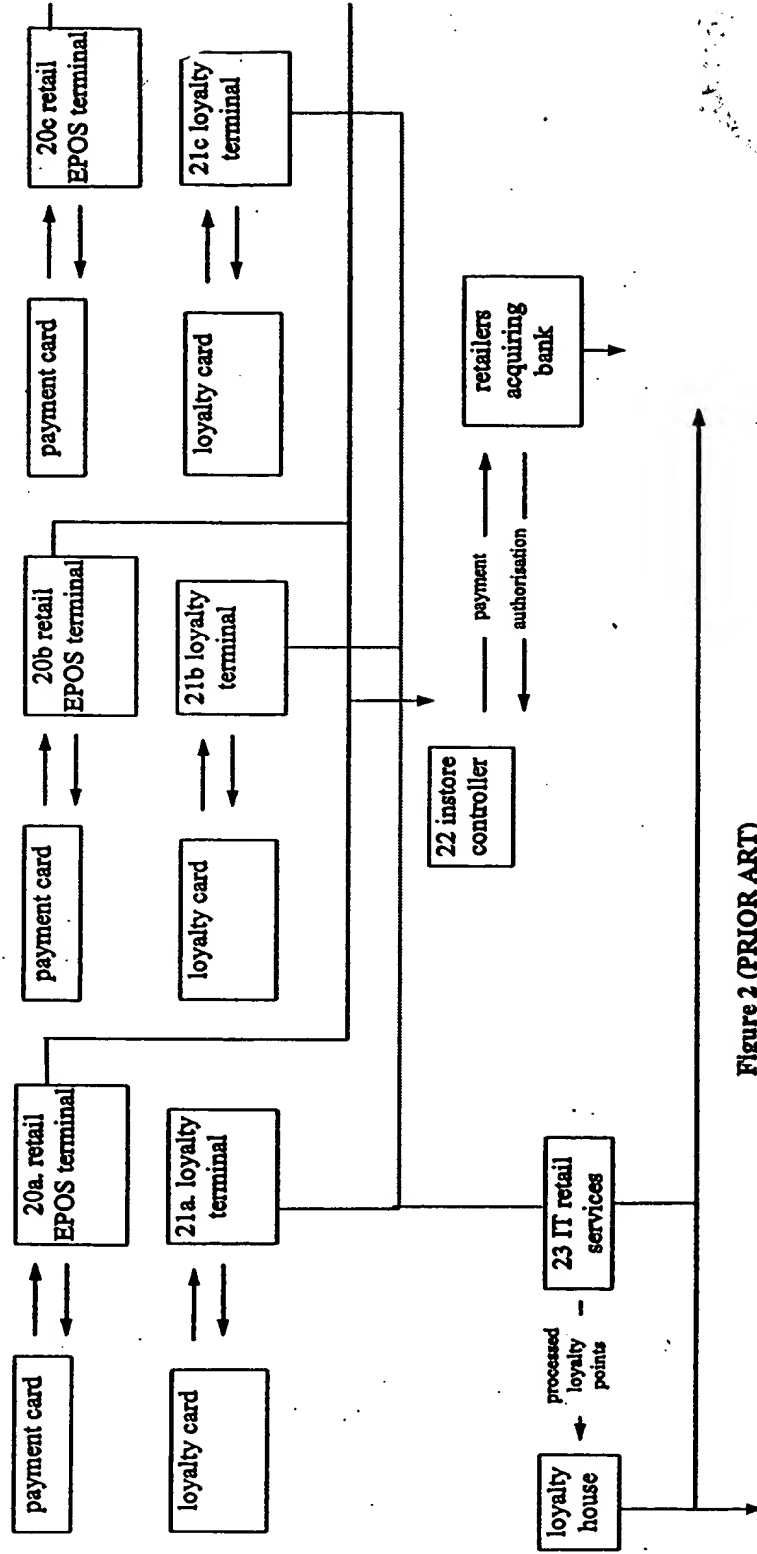 payment card
20a. retail
EPOS terminal
payment card
20b retail
EPOS terminal
payment card
20c retail
EPOS terminal
loyalty card
21a. loyalty
terminal
loyalty card
21b loyalty
terminal
loyalty card
21c loyalty
terminal
22 instore
controller
payment
authorisation
retailers
acquiring
bank
loyalty
house
processed
loyalty
points
23 IT retail
services
Figure 2 (PRIOR ART)